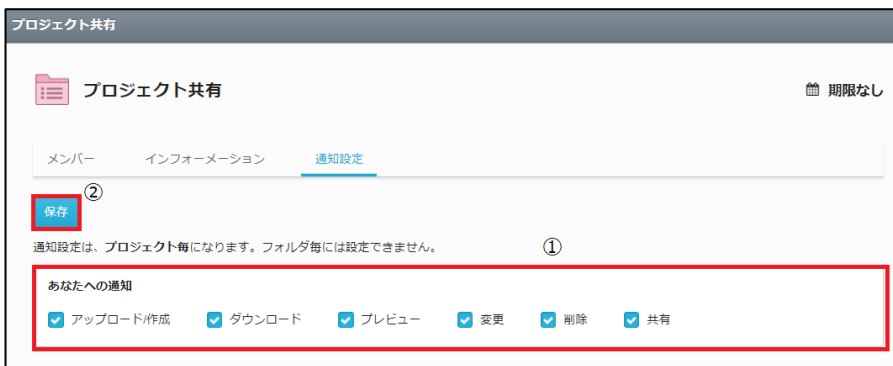 プロジェクト共有
プロジェクト共有
期限なし
メンバー インフォーメーション 通知設定
②
保存
通知設定は、プロジェクト毎になります。フォルダ毎には設定できません。
①
あなたへの通知
アップロード/作成 ダウンロード プレビュー 変更 削除 共有